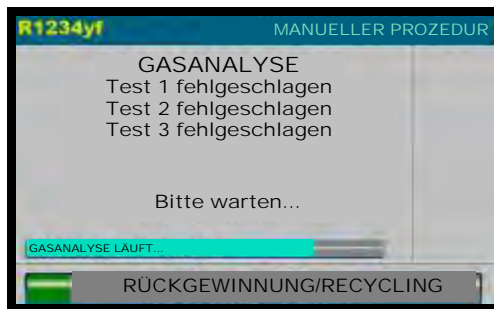 R1234yf
MANUELLER PROZEDUR
GASANALYSE
Test 1 fehlgeschlagen
Test 2 fehlgeschlagen
Test 3 fehlgeschlagen
Bitte warten...
GASANALYSE LÄUFT...
RÜCKGEWINNUNG/RECYCLING